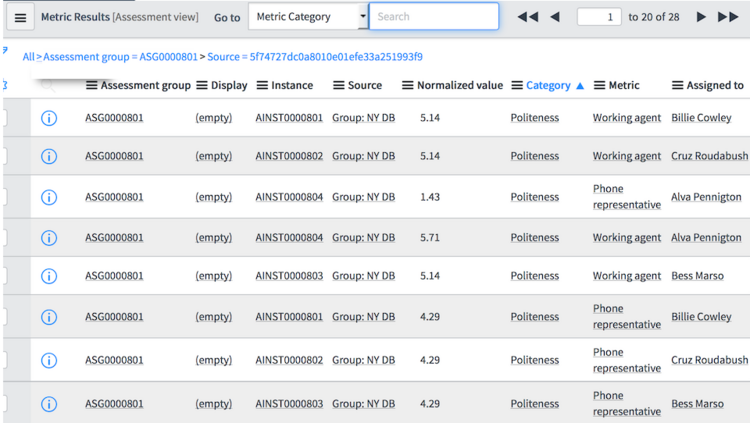 Metric Results [Assessment view] Go to Metric Category Search 1 to 20 of 28
All > Assessment group = ASG0000801 > Source = 5f74727dc0a8010e01efe33a251993f9
Assessment group Display Instance Source Normalized value Category ▲ Metric Assigned to
ASG0000801 (empty) AINST0000801 Group: NY DB 5.14 Politeness Working agent Billie Cowley
ASG0000801 (empty) AINST0000802 Group: NY DB 5.14 Politeness Working agent Cruz Roudabush
ASG0000801 (empty) AINST0000804 Group: NY DB 1.43 Politeness Phone representative Alva Pennigton
ASG0000801 (empty) AINST0000804 Group: NY DB 5.71 Politeness Working agent Alva Pennigton
ASG0000801 (empty) AINST0000803 Group: NY DB 5.14 Politeness Working agent Bess Marso
ASG0000801 (empty) AINST0000801 Group: NY DB 4.29 Politeness Phone representative Billie Cowley
ASG0000801 (empty) AINST0000802 Group: NY DB 4.29 Politeness Phone representative Cruz Roudabush
ASG0000801 (empty) AINST0000803 Group: NY DB 4.29 Politeness Phone representative Bess Marso